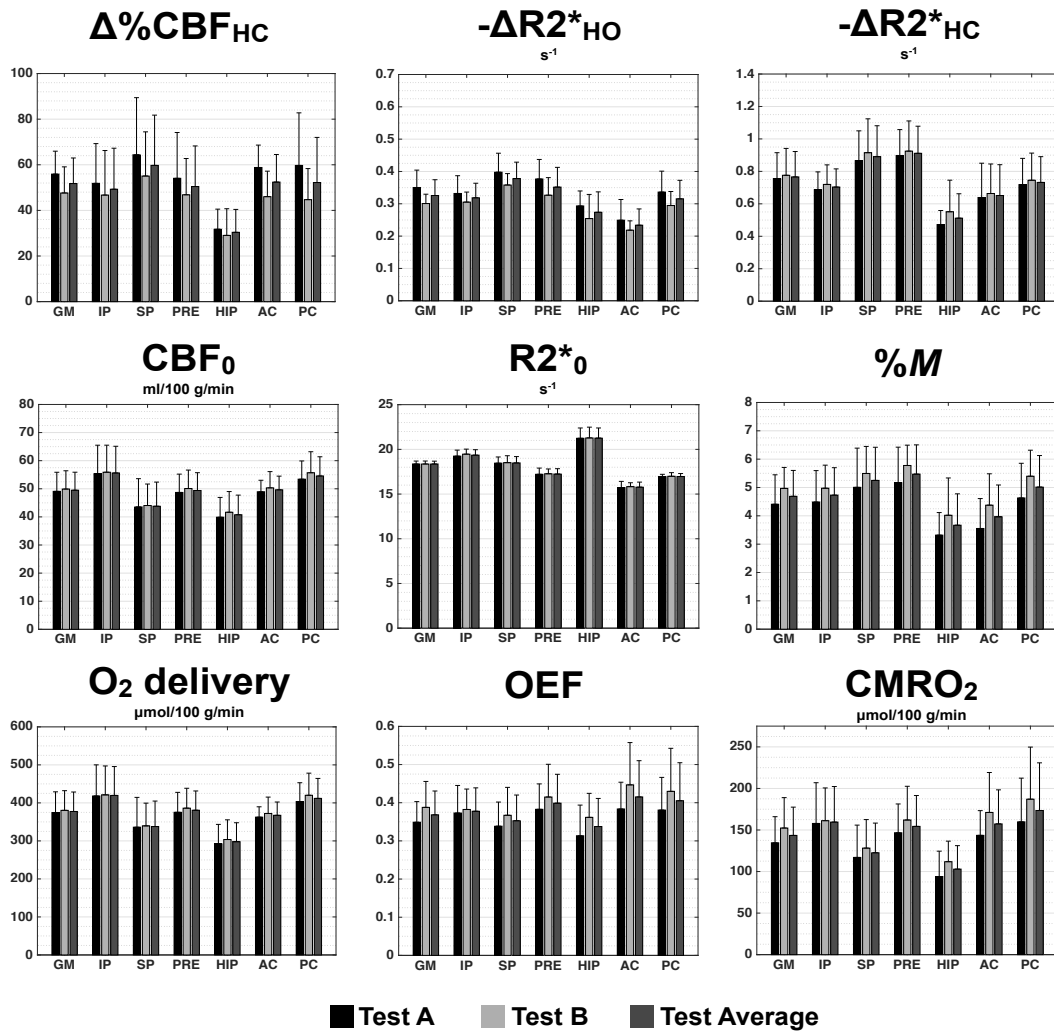 Δ%CBF_HC
-ΔR2*_HO
s⁻¹
-ΔR2*_HC
s⁻¹
100
80
60
40
20
0
GM IP SP PRE HIP AC PC
0.7
0.6
0.5
0.4
0.3
0.2
0.1
0
GM IP SP PRE HIP AC PC
1.4
1.2
1
0.8
0.6
0.4
0.2
0
GM IP SP PRE HIP AC PC
CBF₀
ml/100 g/min
R2*₀
s⁻¹
%M
80
70
60
50
40
30
20
10
0
GM IP SP PRE HIP AC PC
25
20
15
10
5
0
GM IP SP PRE HIP AC PC
8
7
6
5
4
3
2
1
0
GM IP SP PRE HIP AC PC
O₂ delivery
μmol/100 g/min
OEF
CMRO₂
μmol/100 g/min
600
500
400
300
200
100
0
GM IP SP PRE HIP AC PC
0.6
0.5
0.4
0.3
0.2
0.1
0
GM IP SP PRE HIP AC PC
250
200
150
100
50
0
GM IP SP PRE HIP AC PC
Test A Test B Test Average